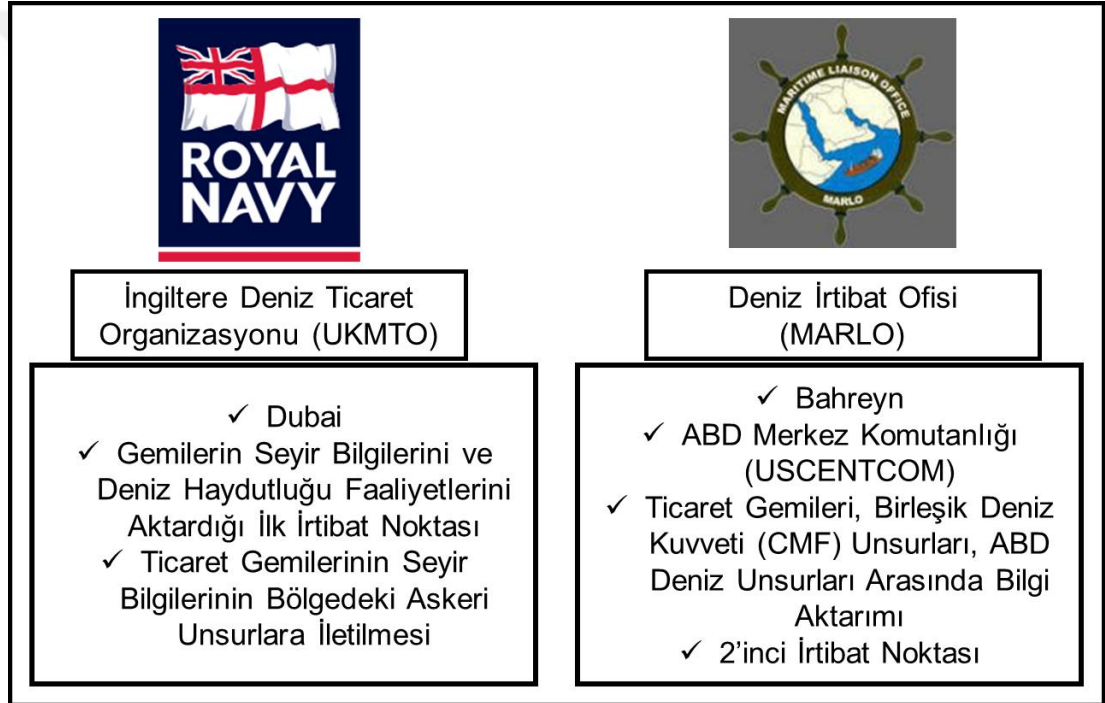 ROYAL
NAVY
MARITIME LIAISON OFFICE
MARLO
İngiltere Deniz Ticaret
Organizasyonu (UKMTO)
Deniz İrtibat Ofisi
(MARLO)
✓ Dubai
✓ Gemilerin Seyir Bilgilerini ve
Deniz Haydutluğu Faaliyetlerini
Aktardığı İlk İrtibat Noktası
✓ Ticaret Gemilerinin Seyir
Bilgilerinin Bölgedeki Askeri
Unsurlara İletilmesi
✓ Bahreyn
✓ ABD Merkez Komutanlığı
(USCENTCOM)
✓ Ticaret Gemileri, Birleşik Deniz
Kuvveti (CMF) Unsurları, ABD
Deniz Unsurları Arasında Bilgi
Aktarımı
✓ 2’inci İrtibat Noktası